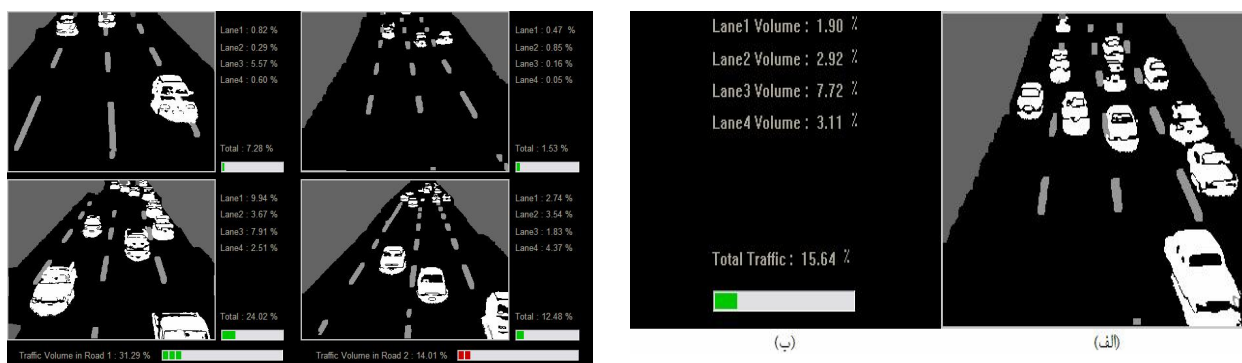 Lane1 : 0.82 %
Lane2 : 0.29 %
Lane3 : 5.57 %
Lane4 : 0.60 %
Total : 7.28 %
Lane1 : 0.47 %
Lane2 : 0.85 %
Lane3 : 0.16 %
Lane4 : 0.05 %
Total : 1.53 %
Lane1 : 9.94 %
Lane2 : 3.67 %
Lane3 : 7.91 %
Lane4 : 2.51 %
Total : 24.02 %
Lane1 : 2.74 %
Lane2 : 3.54 %
Lane3 : 1.83 %
Lane4 : 4.37 %
Total : 12.48 %
Traffic Volume in Road 1 : 31.29 %
Traffic Volume in Road 2 : 14.01 %
Lane1 Volume : 1.90 %
Lane2 Volume : 2.92 %
Lane3 Volume : 7.72 %
Lane4 Volume : 3.11 %
Total Traffic : 15.64 %
(ب)
(الف)